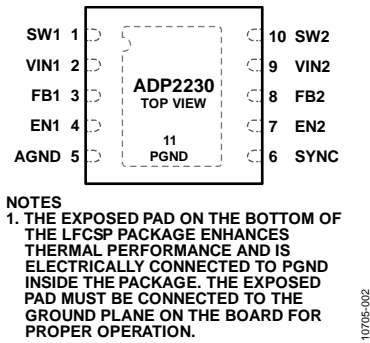 SW1 1
VIN1 2
FB1 3
EN1 4
AGND 5
ADP2230
TOP VIEW
11
PGND
10 SW2
9 VIN2
8 FB2
7 EN2
6 SYNC
NOTES
1. THE EXPOSED PAD ON THE BOTTOM OF
THE LFCSP PACKAGE ENHANCES
THERMAL PERFORMANCE AND IS
ELECTRICALLY CONNECTED TO PGND
INSIDE THE PACKAGE. THE EXPOSED
PAD MUST BE CONNECTED TO THE
GROUND PLANE ON THE BOARD FOR
PROPER OPERATION.
10705-002